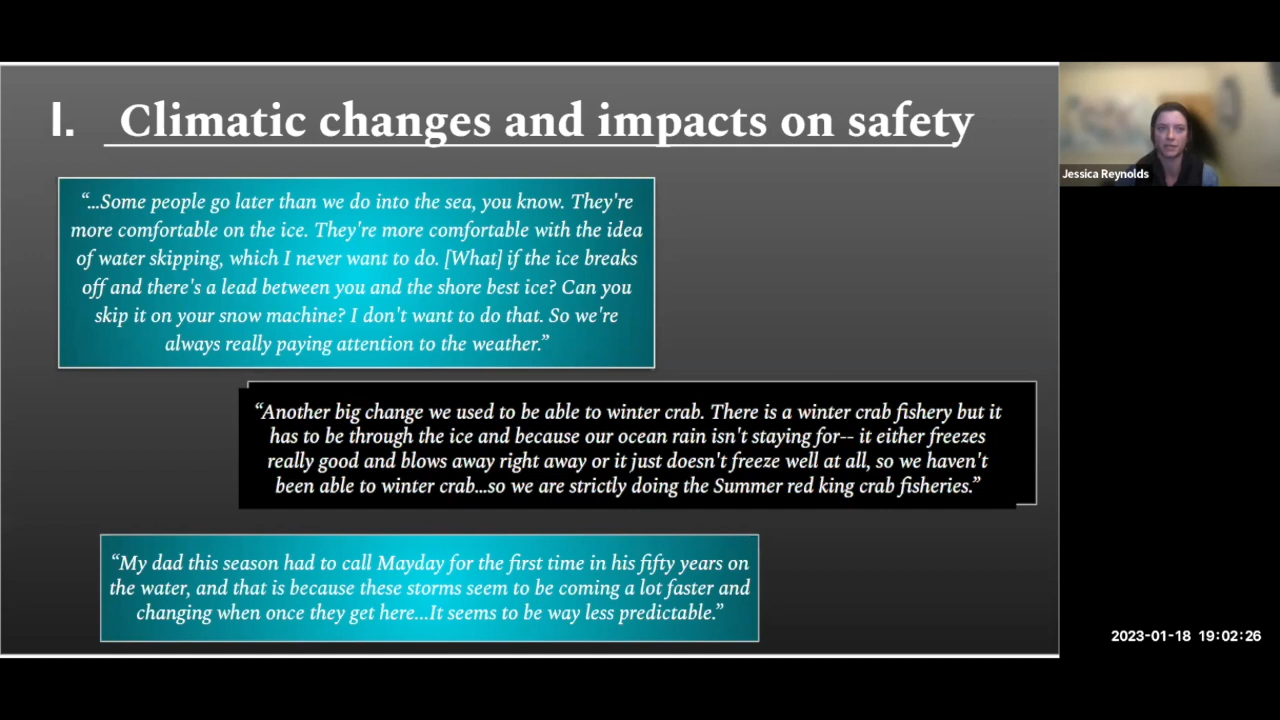 I. Climatic changes and impacts on safety
“...Some people go later than we do into the sea, you know. They're
more comfortable on the ice. They're more comfortable with the idea
of water skipping, which I never want to do. [What] if the ice breaks
off and there's a lead between you and the shore best ice? Can you
skip it on your snow machine? I don't want to do that. So we're
always really paying attention to the weather.”
“Another big change we used to be able to winter crab. There is a winter crab fishery but it
has to be through the ice and because our ocean rain isn't staying for-- it either freezes
really good and blows away right away or it just doesn't freeze well at all, so we haven't
been able to winter crab...so we are strictly doing the Summer red king crab fisheries.”
“My dad this season had to call Mayday for the first time in his fifty years on
the water, and that is because these storms seem to be coming a lot faster and
changing when once they get here...It seems to be way less predictable.”
Jessica Reynolds
2023-01-18 19:02:26